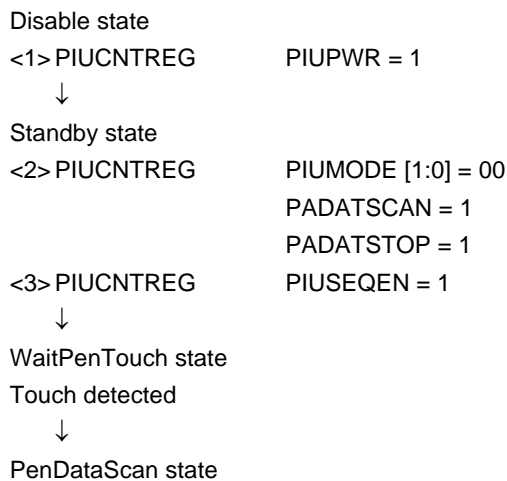 Disable state
<1> PIUCNTREG PIUPWR = 1
↓
Standby state
<2> PIUCNTREG PIUMODE [1:0] = 00
PADATSCAN = 1
PADATSTOP = 1
<3> PIUCNTREG PIUSEQEN = 1
↓
WaitPenTouch state
Touch detected
↓
PenDataScan state